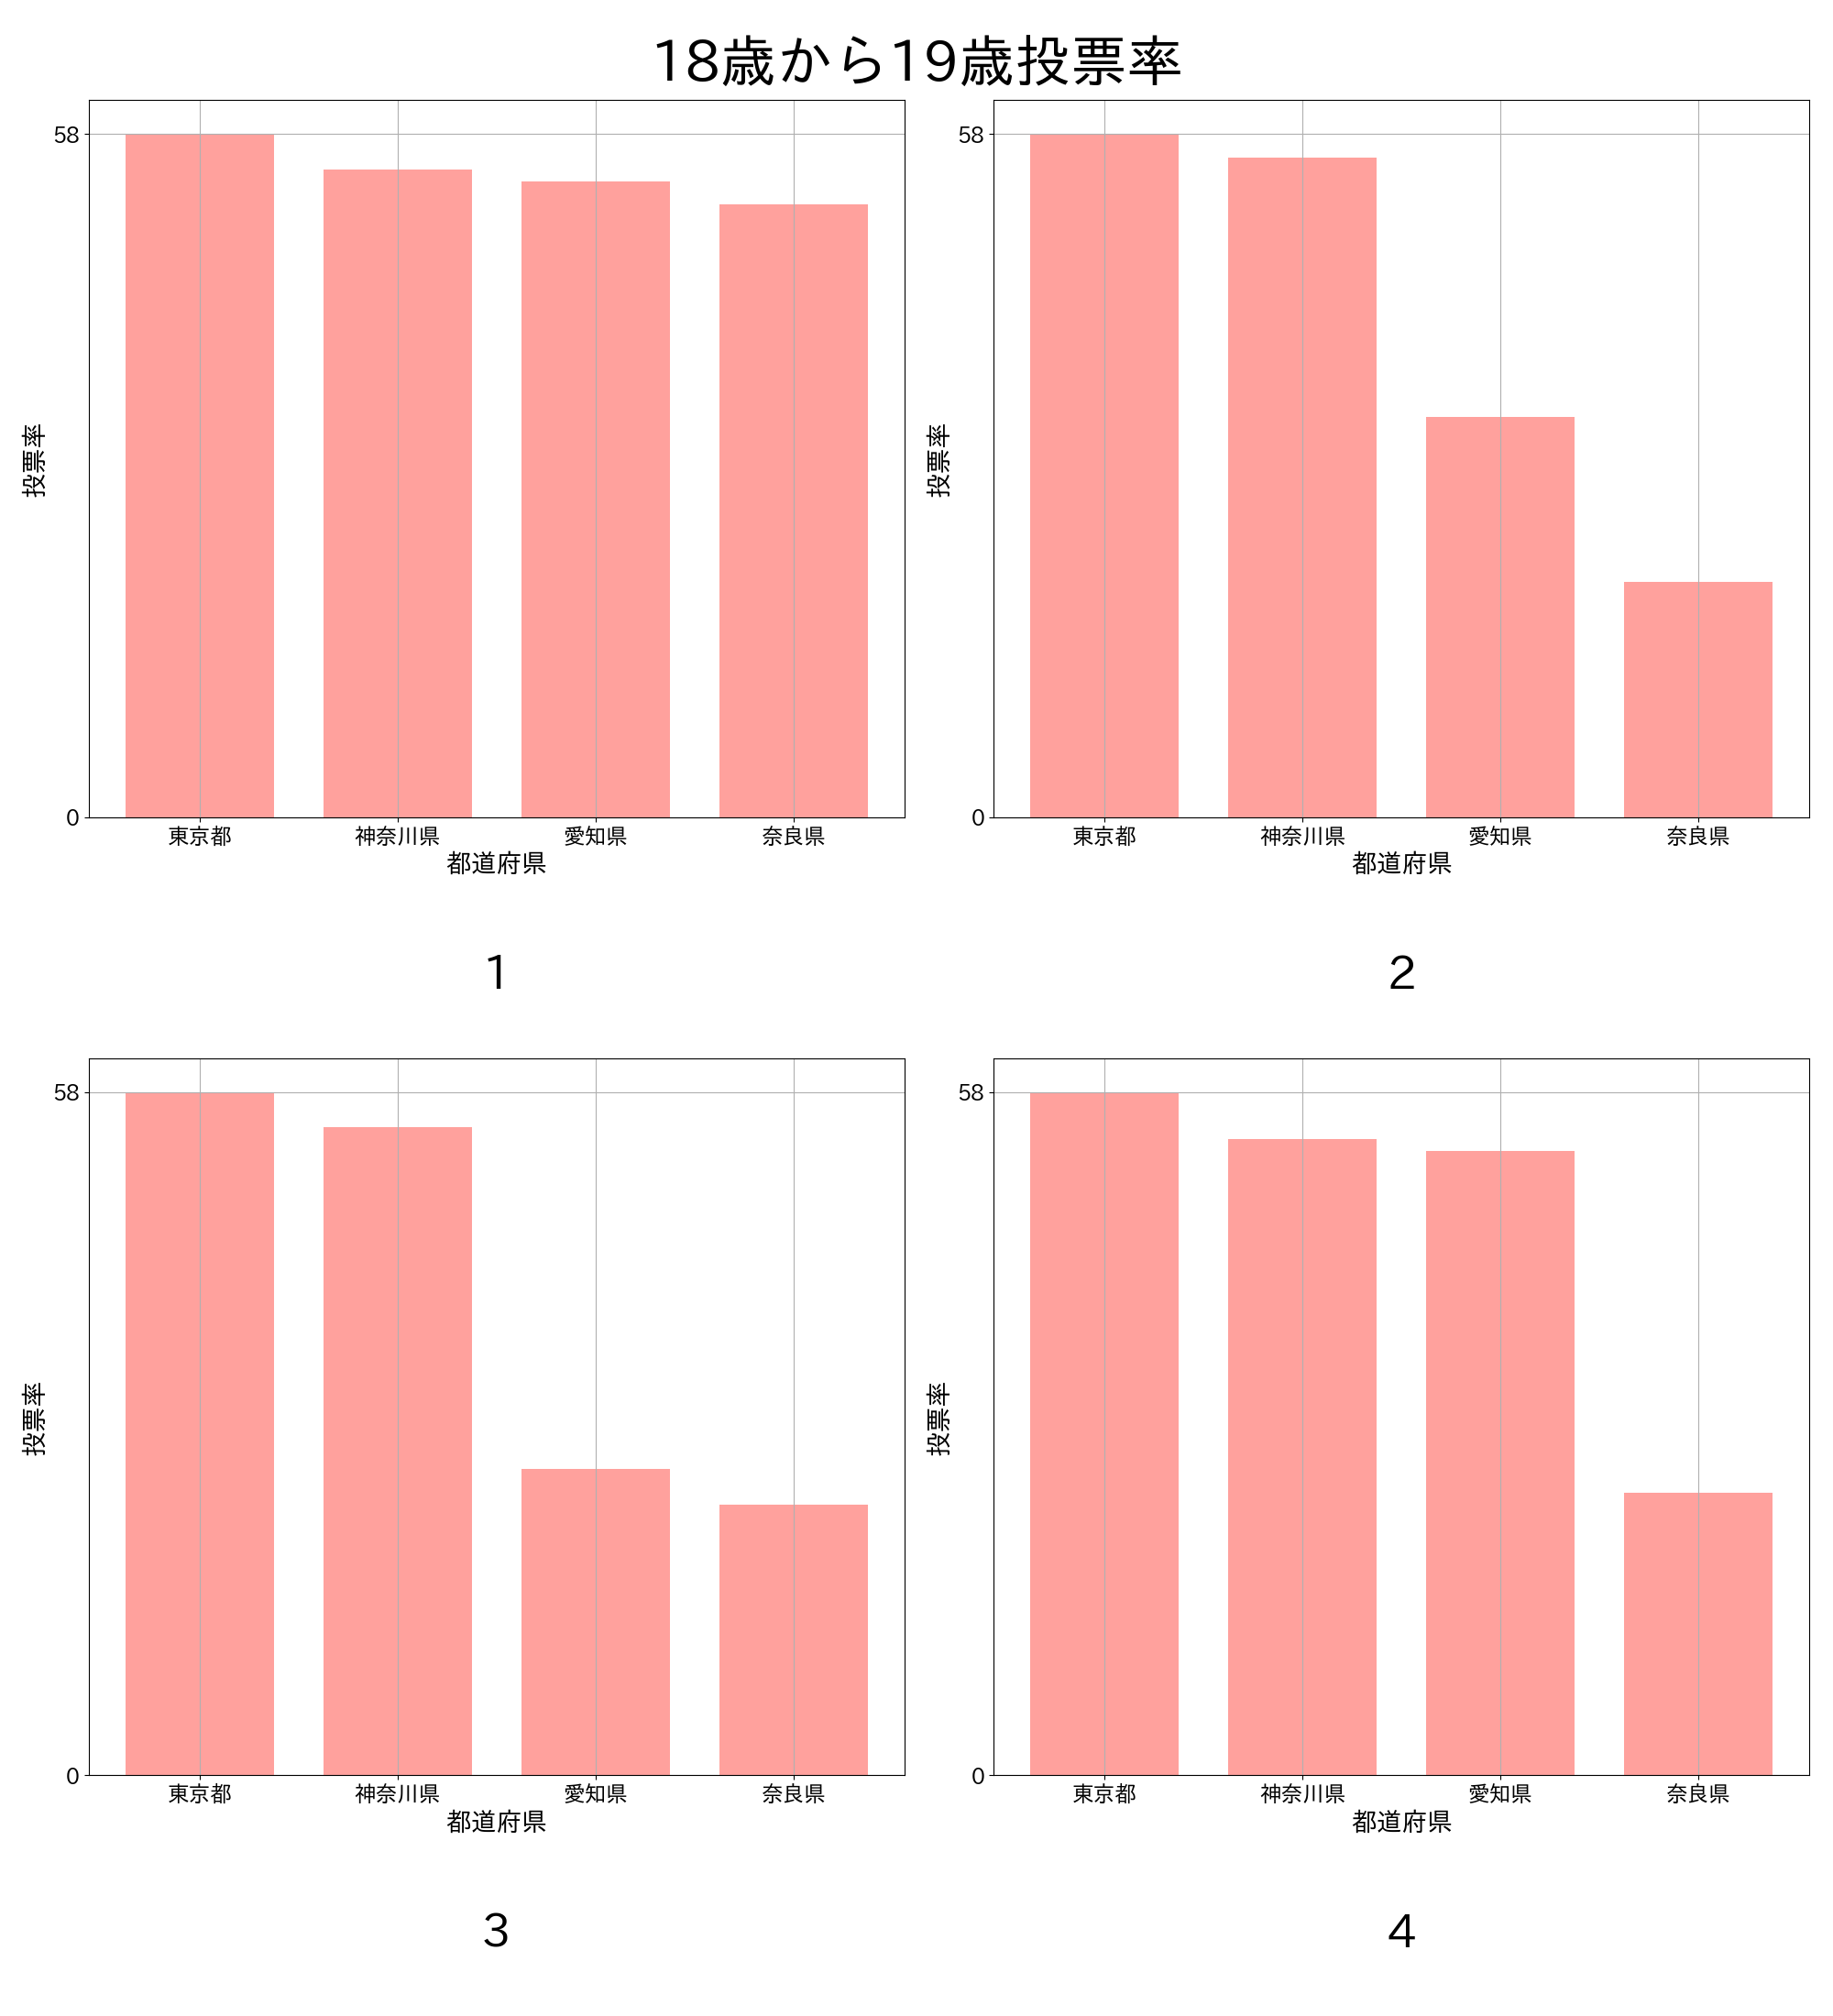 18歳から19歳投票率
58
0
投票率
東京都 神奈川県 愛知県 奈良県
都道府県
1
58
0
投票率
東京都 神奈川県 愛知県 奈良県
都道府県
2
58
0
投票率
東京都 神奈川県 愛知県 奈良県
都道府県
3
58
0
投票率
東京都 神奈川県 愛知県 奈良県
都道府県
4